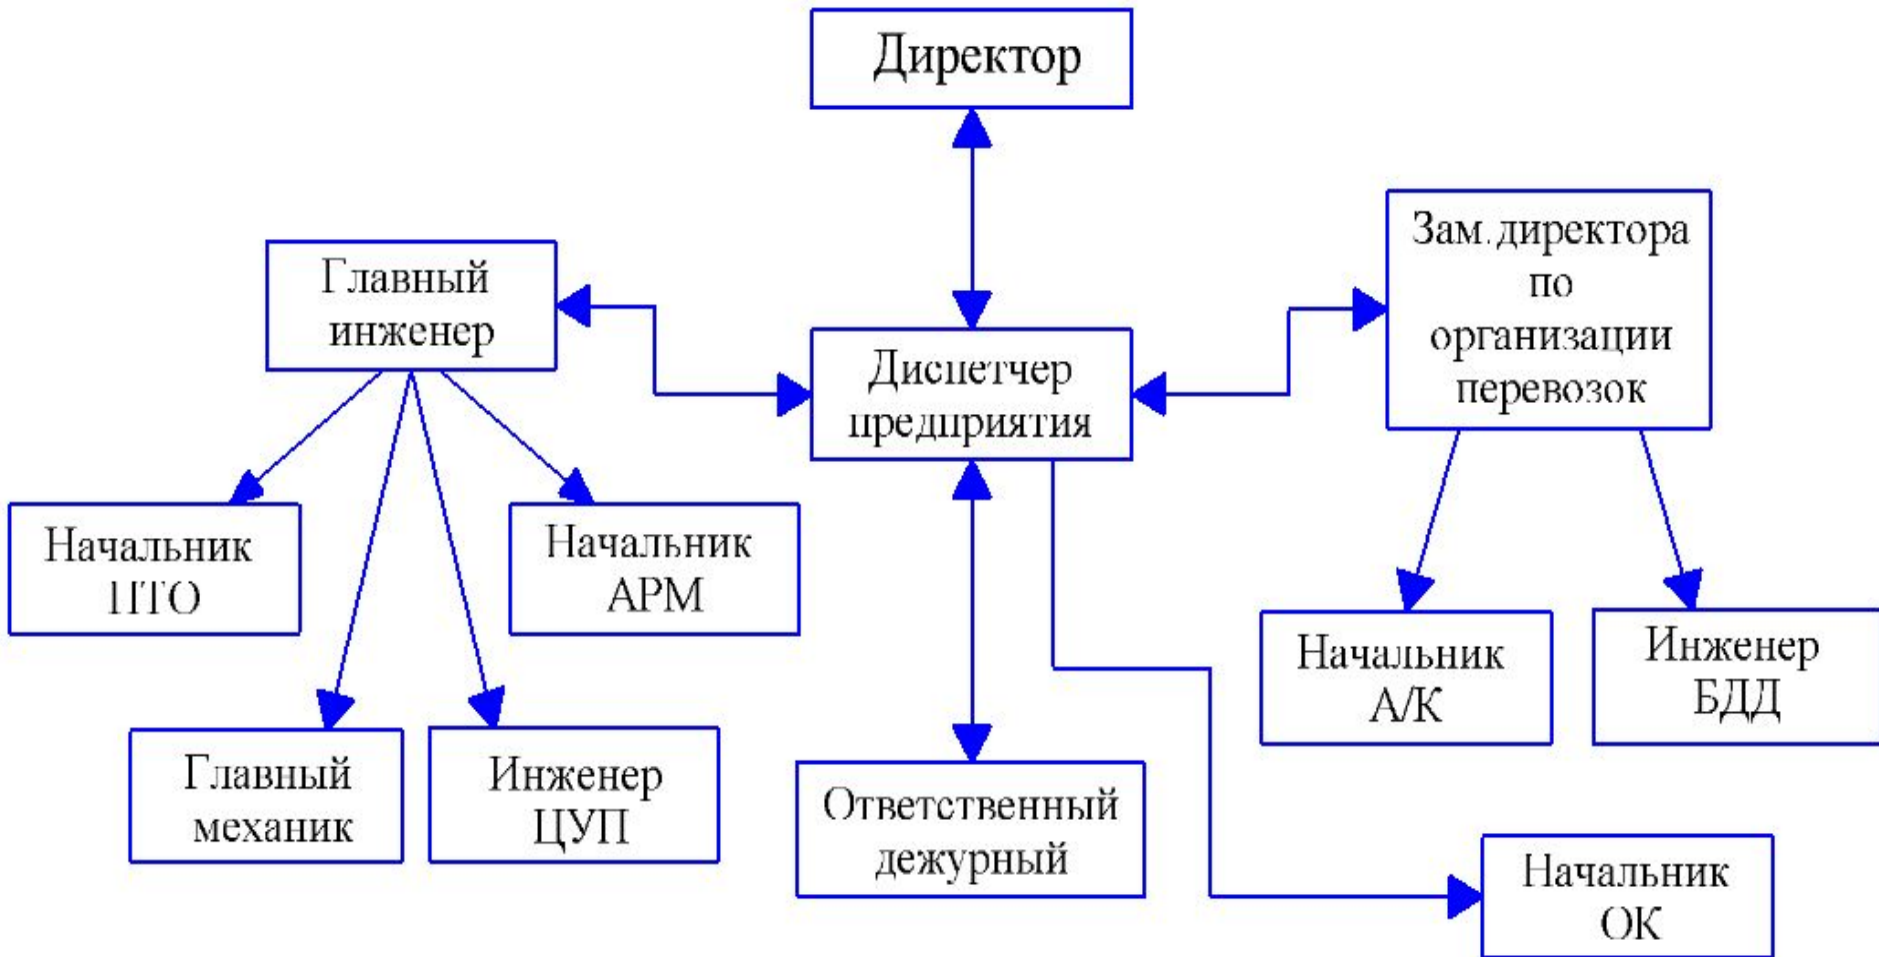 Директор
Зам.директора
по
организации
перевозок
Главный
инженер
Диспетчер
предприятия
Начальник
ПТО
Начальник
АРМ
Начальник
А/К
Инженер
БДД
Главный
механик
Инженер
ЦУП
Ответственный
дежурный
Начальник
ОК